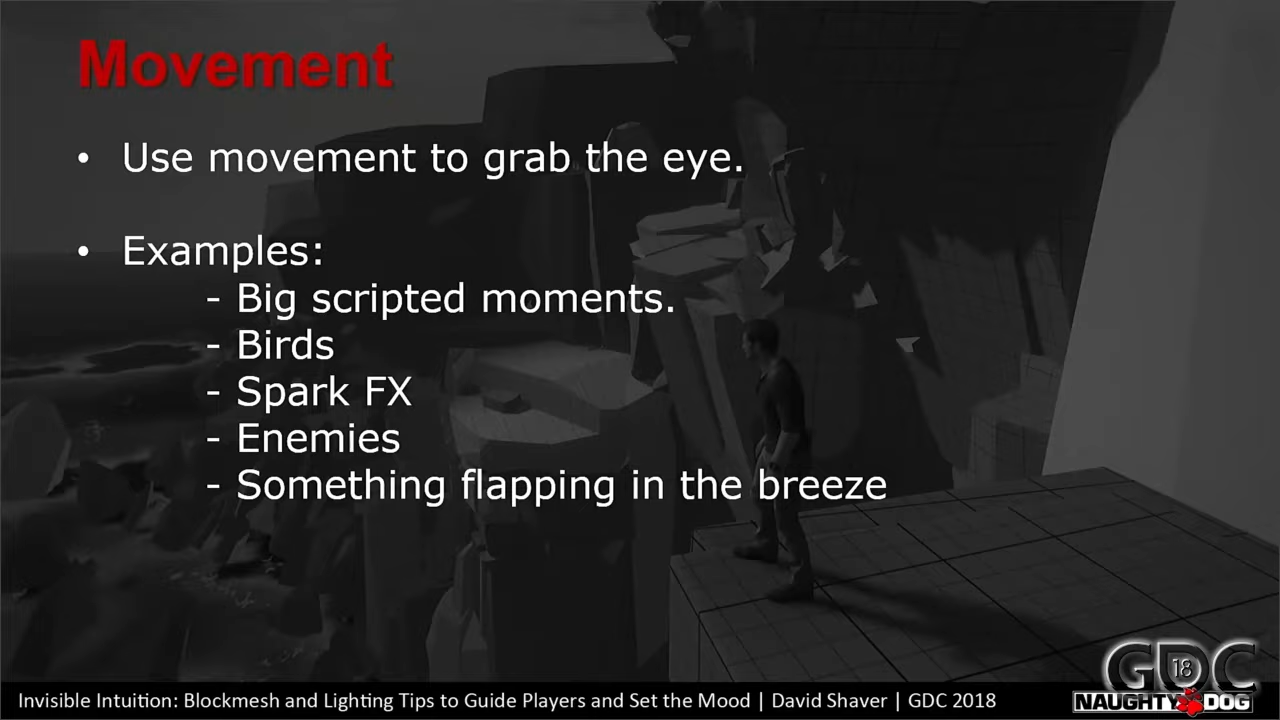 Movement
• Use movement to grab the eye.
• Examples:
- Big scripted moments.
- Birds
- Spark FX
- Enemies
- Something flapping in the breeze
GDC
18
Invisible Intuition: Blockmesh and Lighting Tips to Guide Players and Set the Mood | David Shaver | GDC 2018
NAUGHTY DOG